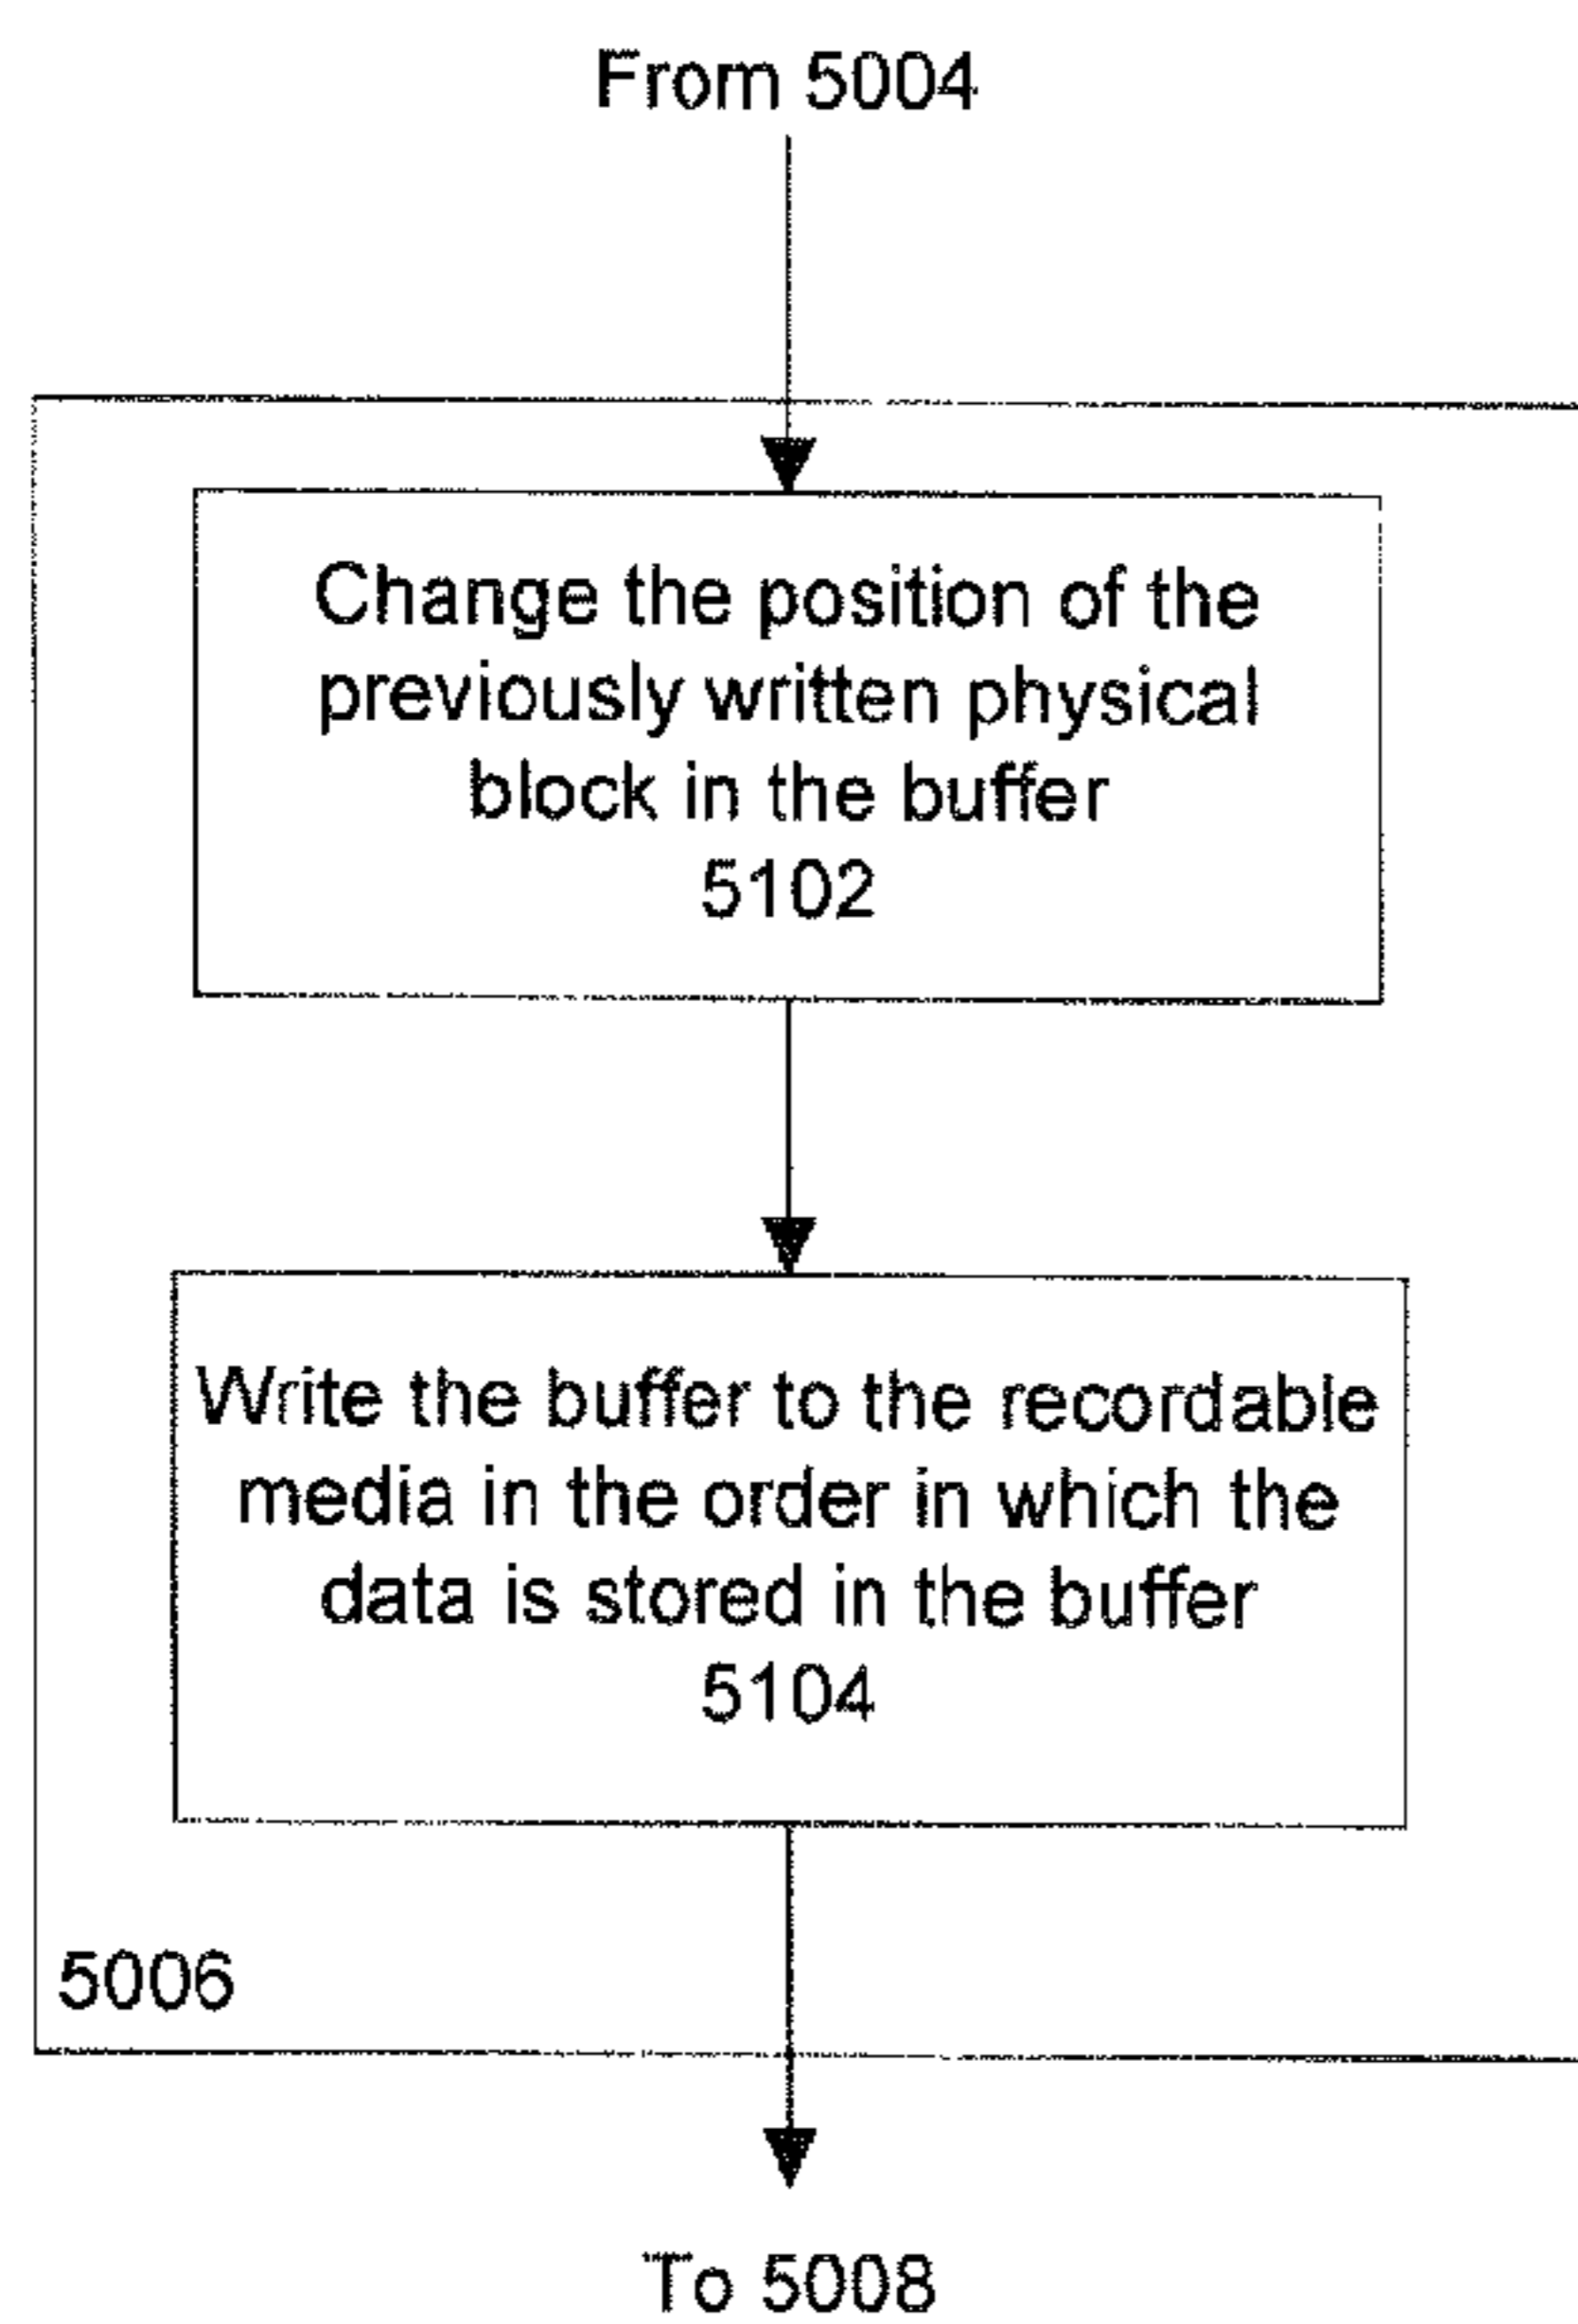 From 5004
Change the position of the
previously written physical
block in the buffer
5102
Write the buffer to the recordable
media in the order in which the
data is stored in the buffer
5104
5006
To 5008